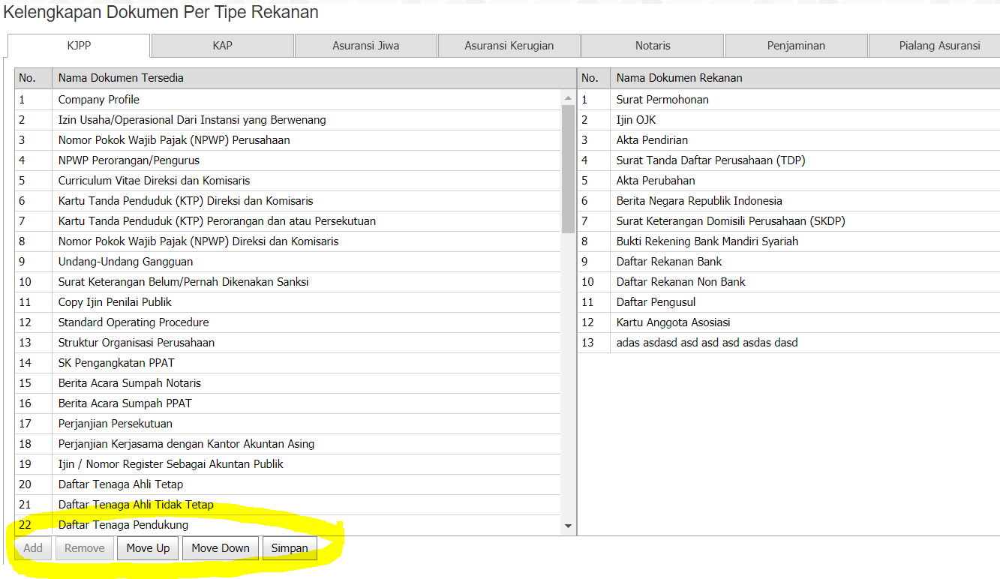 Kelengkapan Dokumen Per Tipe Rekanan
KJPP KAP Asuransi Jiwa Asuransi Kerugian Notaris Penjaminan Pialang Asuransi
No. Nama Dokumen Tersedia No. Nama Dokumen Rekanan
1 Company Profile 1 Surat Permohonan
2 Izin Usaha/Operasional Dari Instansi yang Berwenang 2 Ijin OJK
3 Nomor Pokok Wajib Pajak (NPWP) Perusahaan 3 Akta Pendirian
4 NPWP Perorangan/Pengurus 4 Surat Tanda Daftar Perusahaan (TDP)
5 Curriculum Vitae Direksi dan Komisaris 5 Akta Perubahan
6 Kartu Tanda Penduduk (KTP) Direksi dan Komisaris 6 Berita Negara Republik Indonesia
7 Kartu Tanda Penduduk (KTP) Perorangan dan atau Persekutuan 7 Surat Keterangan Domisili Perusahaan (SKDP)
8 Nomor Pokok Wajib Pajak (NPWP) Direksi dan Komisaris 8 Bukti Rekening Bank Mandiri Syariah
9 Undang-Undang Gangguan 9 Daftar Rekanan Bank
10 Surat Keterangan Belum/Pernah Dikenakan Sanksi 10 Daftar Rekanan Non Bank
11 Copy Ijin Penilai Publik 11 Daftar Pengusul
12 Standard Operating Procedure 12 Kartu Anggota Asosiasi
13 Struktur Organisasi Perusahaan 13 adas asdasd asd asd asd asdas dasd
14 SK Pengangkatan PPAT
15 Berita Acara Sumpah Notaris
16 Berita Acara Sumpah PPAT
17 Perjanjian Persekutuan
18 Perjanjian Kerjasama dengan Kantor Akuntan Asing
19 Ijin / Nomor Register Sebagai Akuntan Publik
20 Daftar Tenaga Ahli Tetap
21 Daftar Tenaga Ahli Tidak Tetap
22 Daftar Tenaga Pendukung
Add Remove Move Up Move Down Simpan